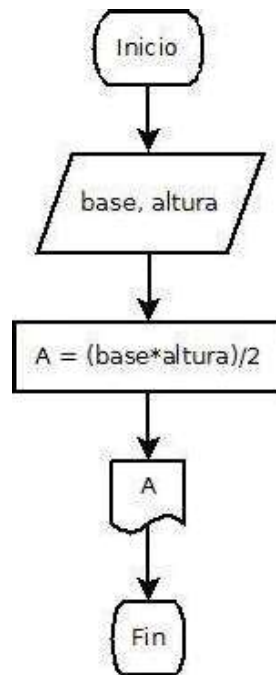 Inicio
base, altura
A = (base*altura)/2
A
Fin